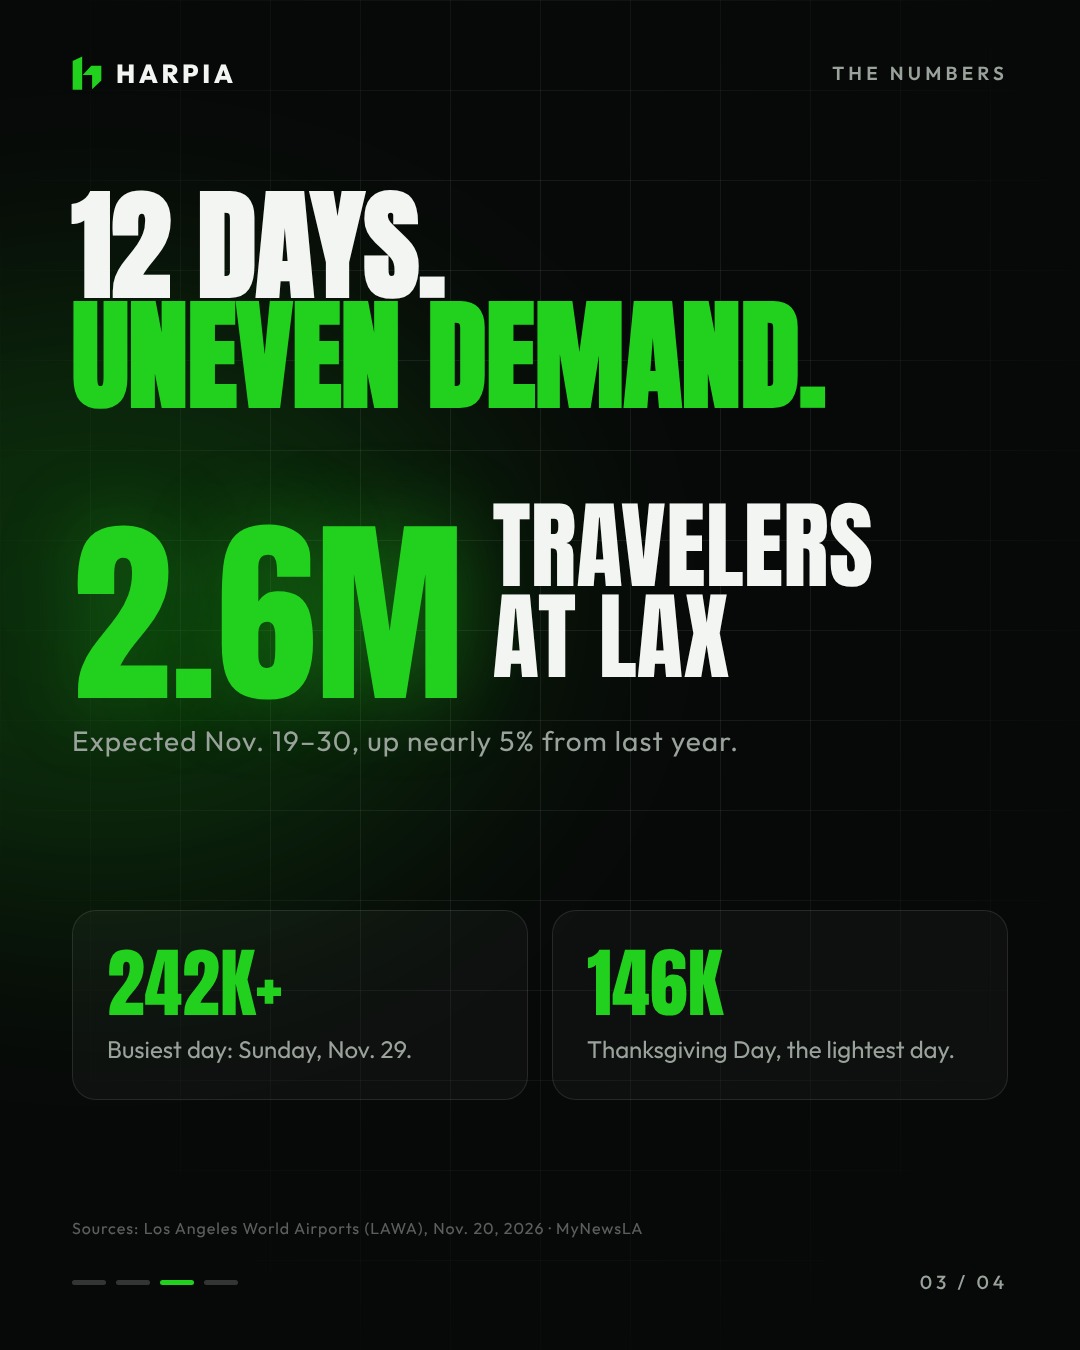 HARPIA
THE NUMBERS
12 DAYS.
UNEVEN DEMAND.
2.6M
TRAVELERS
AT LAX
Expected Nov. 19–30, up nearly 5% from last year.
242K+
Busiest day: Sunday, Nov. 29.
146K
Thanksgiving Day, the lightest day.
Sources: Los Angeles World Airports (LAWA), Nov. 20, 2026 · MyNewsLA
03 / 04